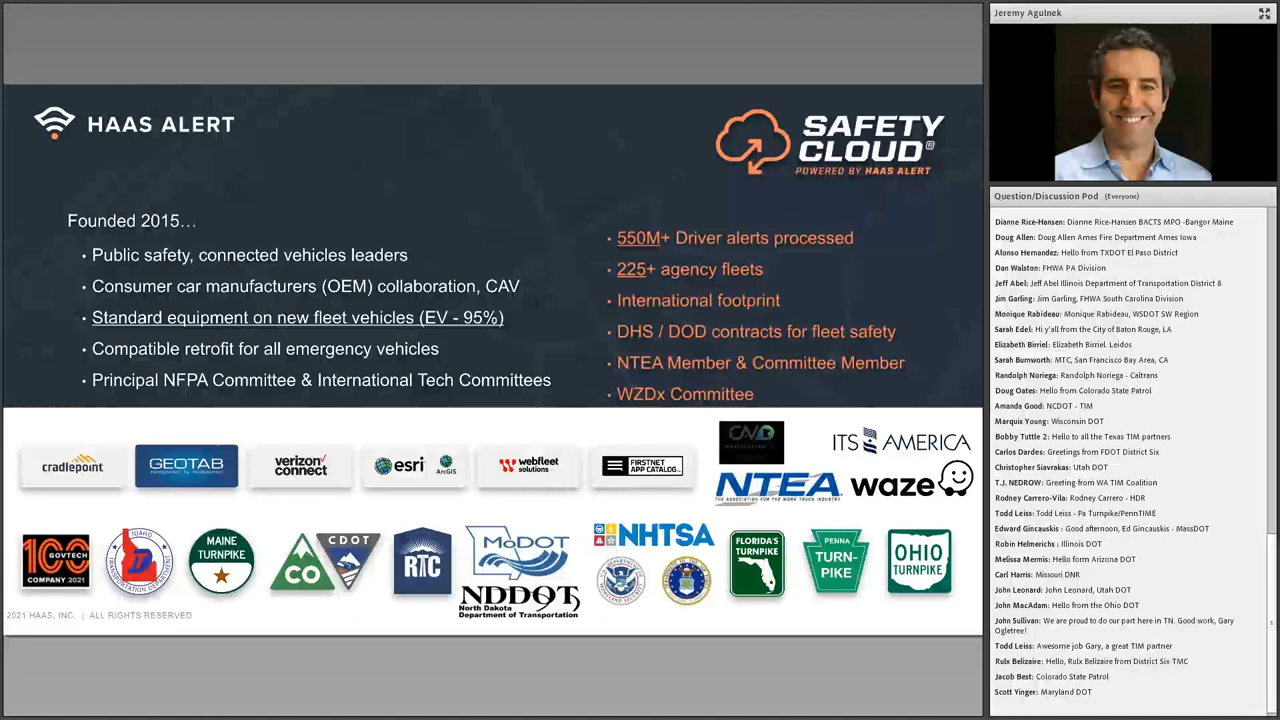 HAAS ALERT
SAFETY
CLOUD®
POWERED BY HAAS ALERT
Founded 2015…
• Public safety, connected vehicles leaders
• Consumer car manufacturers (OEM) collaboration, CAV
• Standard equipment on new fleet vehicles (EV - 95%)
• Compatible retrofit for all emergency vehicles
• Principal NFPA Committee & International Tech Committees
• 550M+ Driver alerts processed
• 225+ agency fleets
• International footprint
• DHS / DOD contracts for fleet safety
• NTEA Member & Committee Member
• WZDx Committee
cradlepoint
GEOTAB
verizon
connect
esri
ArcGIS
webfleet
solutions
FIRSTNET
APP CATALOG
ITS AMERICA
NTEA
THE ASSOCIATION FOR THE WORK TRUCK INDUSTRY
waze
100
GOVTECH
COMPANY 2021
IDAHO
MAINE
TURNPIKE
CO
CDOT
RTC
MoDOT
NDDOT
North Dakota
Department of Transportation
NHTSA
FLORIDA'S
TURNPIKE
PENNA
TURN-
PIKE
OHIO
TURNPIKE
2021 HAAS, INC. | ALL RIGHTS RESERVED
Jeremy Agulnek
Question/Discussion Pod (Everyone)
Dianne Rice-Hansen: Dianne Rice-Hansen BACTS MPO -Bangor Maine
Doug Allen: Doug Allen Ames Fire Department Ames Iowa
Alonso Hernandez: Hello from TXDOT El Paso District
Dan Walston: FHWA PA Division
Jeff Abel: Jeff Abel Illinois Department of Transportation District 8
Jim Garling: Jim Garling, FHWA South Carolina Division
Monique Rabideau: Monique Rabideau, WSDOT SW Region
Sarah Edel: Hi y'all from the City of Baton Rouge, LA
Elizabeth Birriel: Elizabeth Birriel. Leidos
Sarah Burnworth: MTC, San Francisco Bay Area, CA
Randolph Noriega: Randolph Noriega - Caltrans
Doug Oates: Hello from Colorado State Patrol
Amanda Good: NCDOT - TIM
Marquis Young: Wisconsin DOT
Bobby Tuttle 2: Hello to all the Texas TIM partners
Carlos Dardes: Greetings from FDOT District Six
Christopher Siavrakas: Utah DOT
T.J. NEDROW: Greeting from WA TIM Coalition
Rodney Carrero-Vila: Rodney Carrero - HDR
Todd Leiss: Todd Leiss - Pa Turnpike/PennTIME
Edward Gincauskis : Good afternoon, Ed Gincauskis - MassDOT
Robin Helmerichs : Illinois DOT
Melissa Mermis: Hello form Arizona DOT
Carl Harris: Missouri DNR
John Leonard: John Leonard, Utah DOT
John MacAdam: Hello from the Ohio DOT
John Sullivan: We are proud to do our part here in TN. Good work, Gary
Ogletree!
Todd Leiss: Awesome job Gary, a great TIM partner
Rulx Belizaire: Hello, Rulx Belizaire from District Six TMC
Jacob Best: Colorado State Patrol
Scott Yinger: Maryland DOT